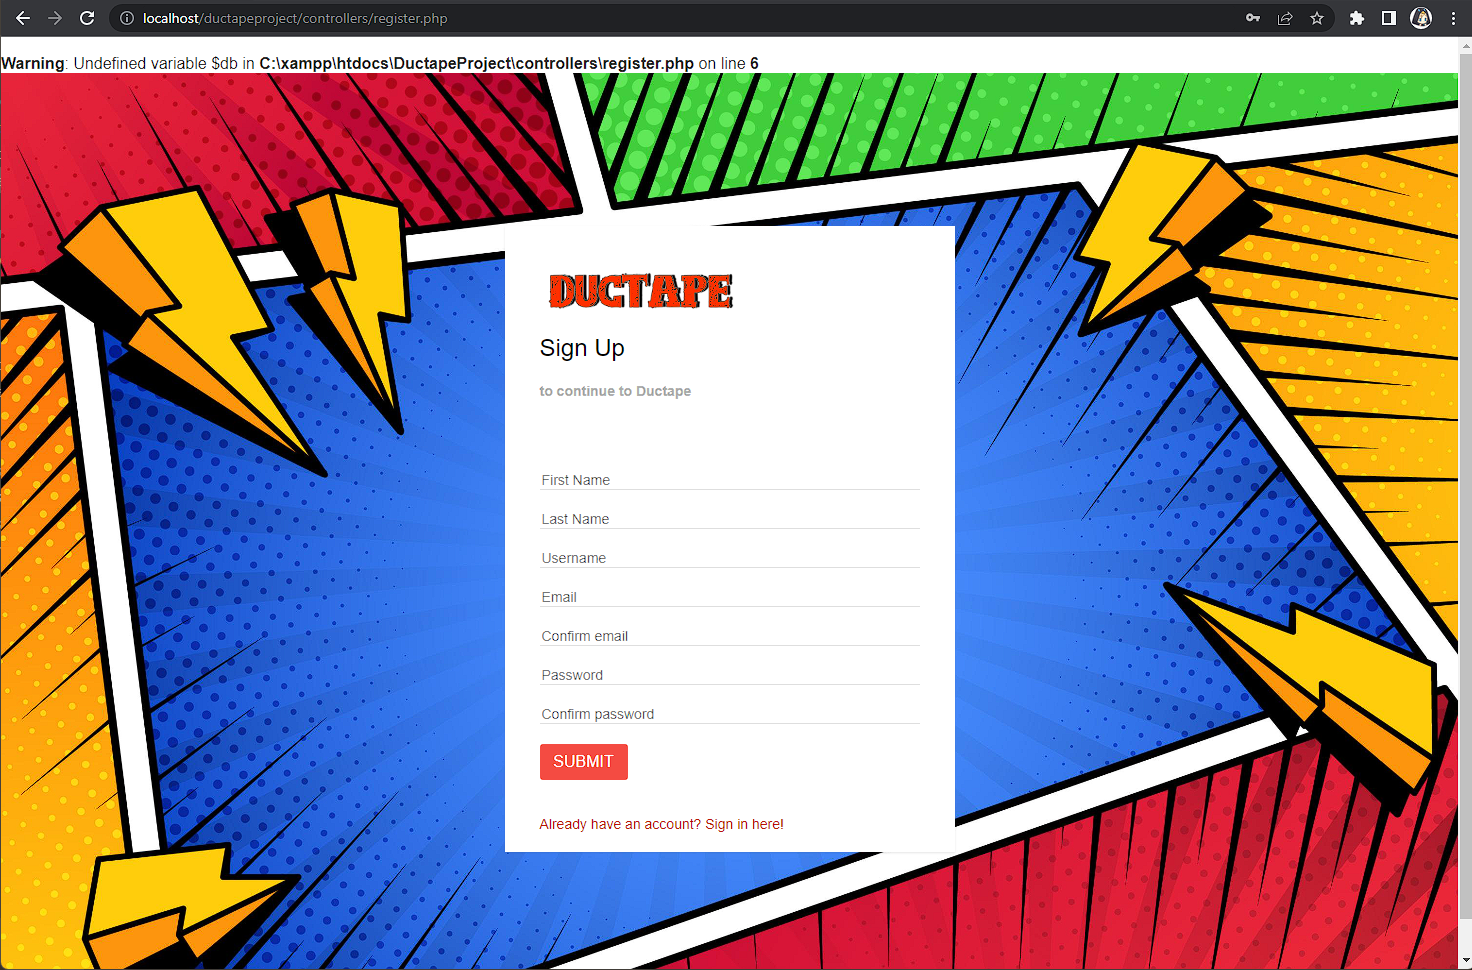 localhost/ductapeproject/controllers/register.php
Warning: Undefined variable $db in C:\xampp\htdocs\DuctapeProject\controllers\register.php on line 6
DUCTAPE
Sign Up
to continue to Ductape
First Name
Last Name
Username
Email
Confirm email
Password
Confirm password
SUBMIT
Already have an account? Sign in here!